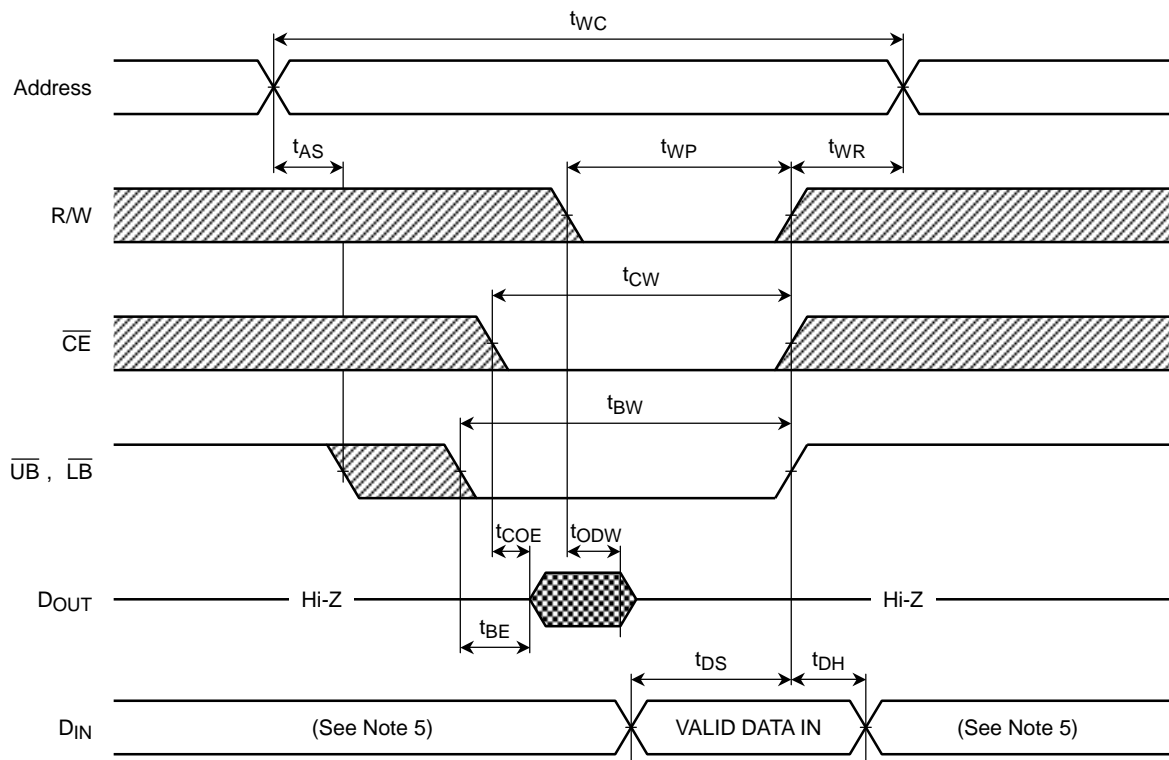 tWC
Address
tAS
tWP
tWR
R/W
tCW
CE
tBW
UB , LB
tCOE
tODW
DOUT
Hi-Z
Hi-Z
tBE
tDS
tDH
DIN
(See Note 5)
VALID DATA IN
(See Note 5)